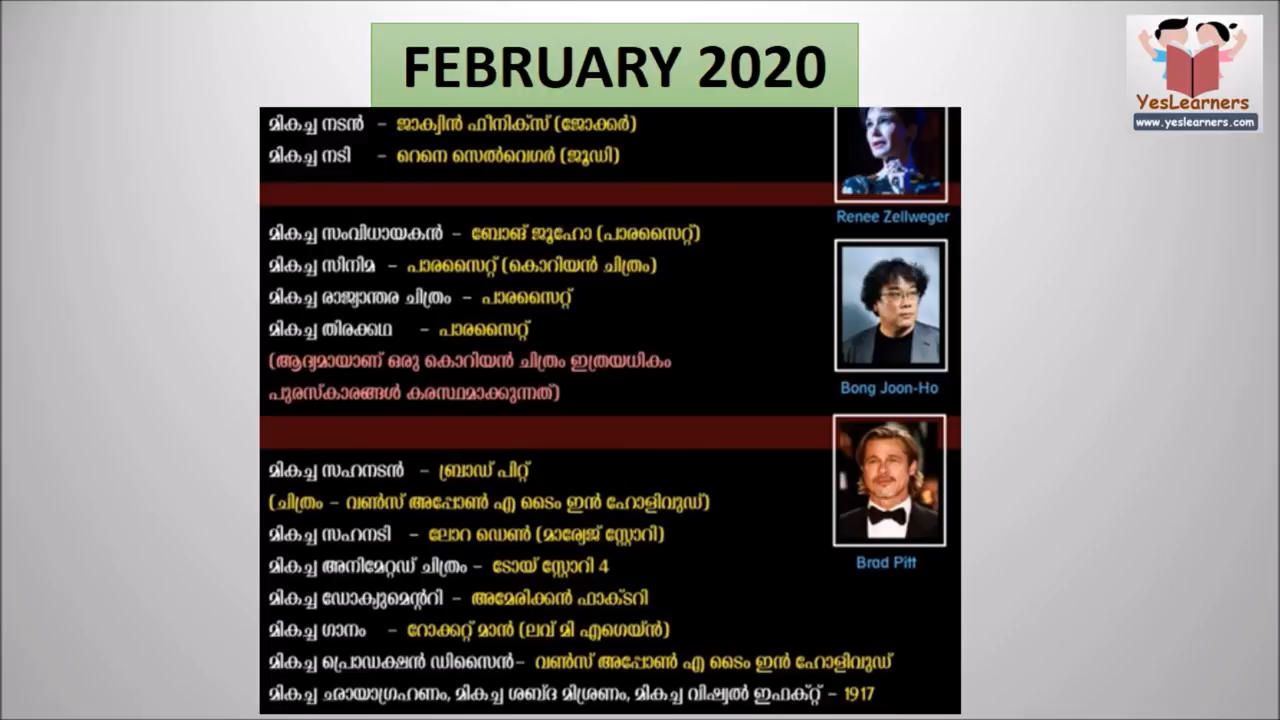 FEBRUARY 2020
YesLearners
www.yeslearners.com
മികച്ച നടൻ – ജാക്വിൻ ഫീനിക്സ് (ജോക്കർ)
മികച്ച നടി – റെനെ സെൽവെഗർ (ജൂഡി)
Renee Zellweger
മികച്ച സംവിധായകൻ – ബോങ് ജൂഹോ (പാരസൈറ്റ്)
മികച്ച സിനിമ – പാരസൈറ്റ് (കൊറിയൻ ചിത്രം)
മികച്ച രാജ്യാന്തര ചിത്രം – പാരസൈറ്റ്
മികച്ച തിരക്കഥ – പാരസൈറ്റ്
(ആദ്യമായാണ് ഒരു കൊറിയൻ ചിത്രം ഇത്രയധികം
പുരസ്കാരങ്ങൾ കരസ്ഥമാക്കുന്നത്)
Bong Joon-Ho
മികച്ച സഹനടൻ – ബ്രാഡ് പിറ്റ്
(ചിത്രം – വൺസ് അപ്പോൺ എ ടൈം ഇൻ ഹോളിവുഡ്)
മികച്ച സഹനടി – ലോറ ഡെൺ (മാര്യേജ് സ്റ്റോറി)
Brad Pitt
മികച്ച അനിമേറ്റഡ് ചിത്രം – ടോയ് സ്റ്റോറി 4
മികച്ച ഡോക്യുമെന്ററി – അമേരിക്കൻ ഫാക്ടറി
മികച്ച ഗാനം – റോക്കറ്റ് മാൻ (ലവ് മി എഗെയ്ൻ)
മികച്ച പ്രൊഡക്ഷൻ ഡിസൈൻ– വൺസ് അപ്പോൺ എ ടൈം ഇൻ ഹോളിവുഡ്
മികച്ച ഛായാഗ്രഹണം, മികച്ച ശബ്ദ മിശ്രണം, മികച്ച വിഷ്വൽ ഇഫക്റ്റ് – 1917